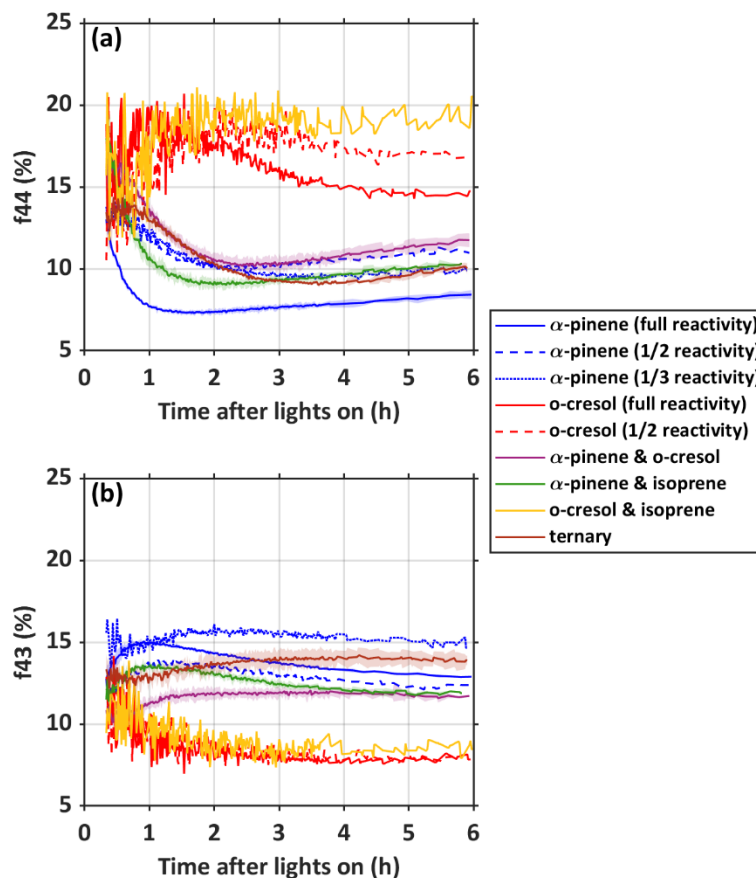 (a)
25
20
15
10
5
f44 (%)
0 1 2 3 4 5 6
Time after lights on (h)
α-pinene (full reactivity)
α-pinene (1/2 reactivity)
α-pinene (1/3 reactivity)
o-cresol (full reactivity)
o-cresol (1/2 reactivity)
α-pinene & o-cresol
α-pinene & isoprene
o-cresol & isoprene
ternary
(b)
25
20
15
10
5
f43 (%)
0 1 2 3 4 5 6
Time after lights on (h)